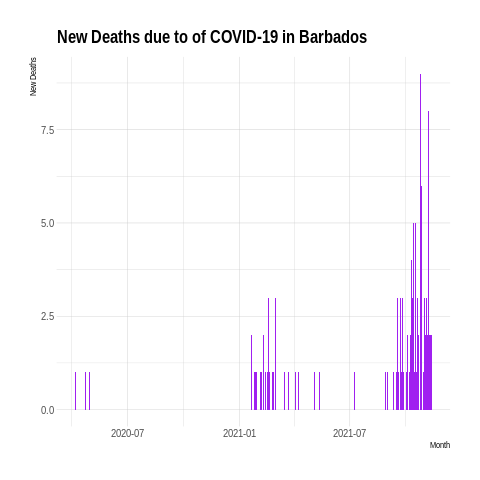 New Deaths due to of COVID-19 in Barbados
New Deaths
7.5
5.0
2.5
0.0
2020-07 2021-01 2021-07
Month